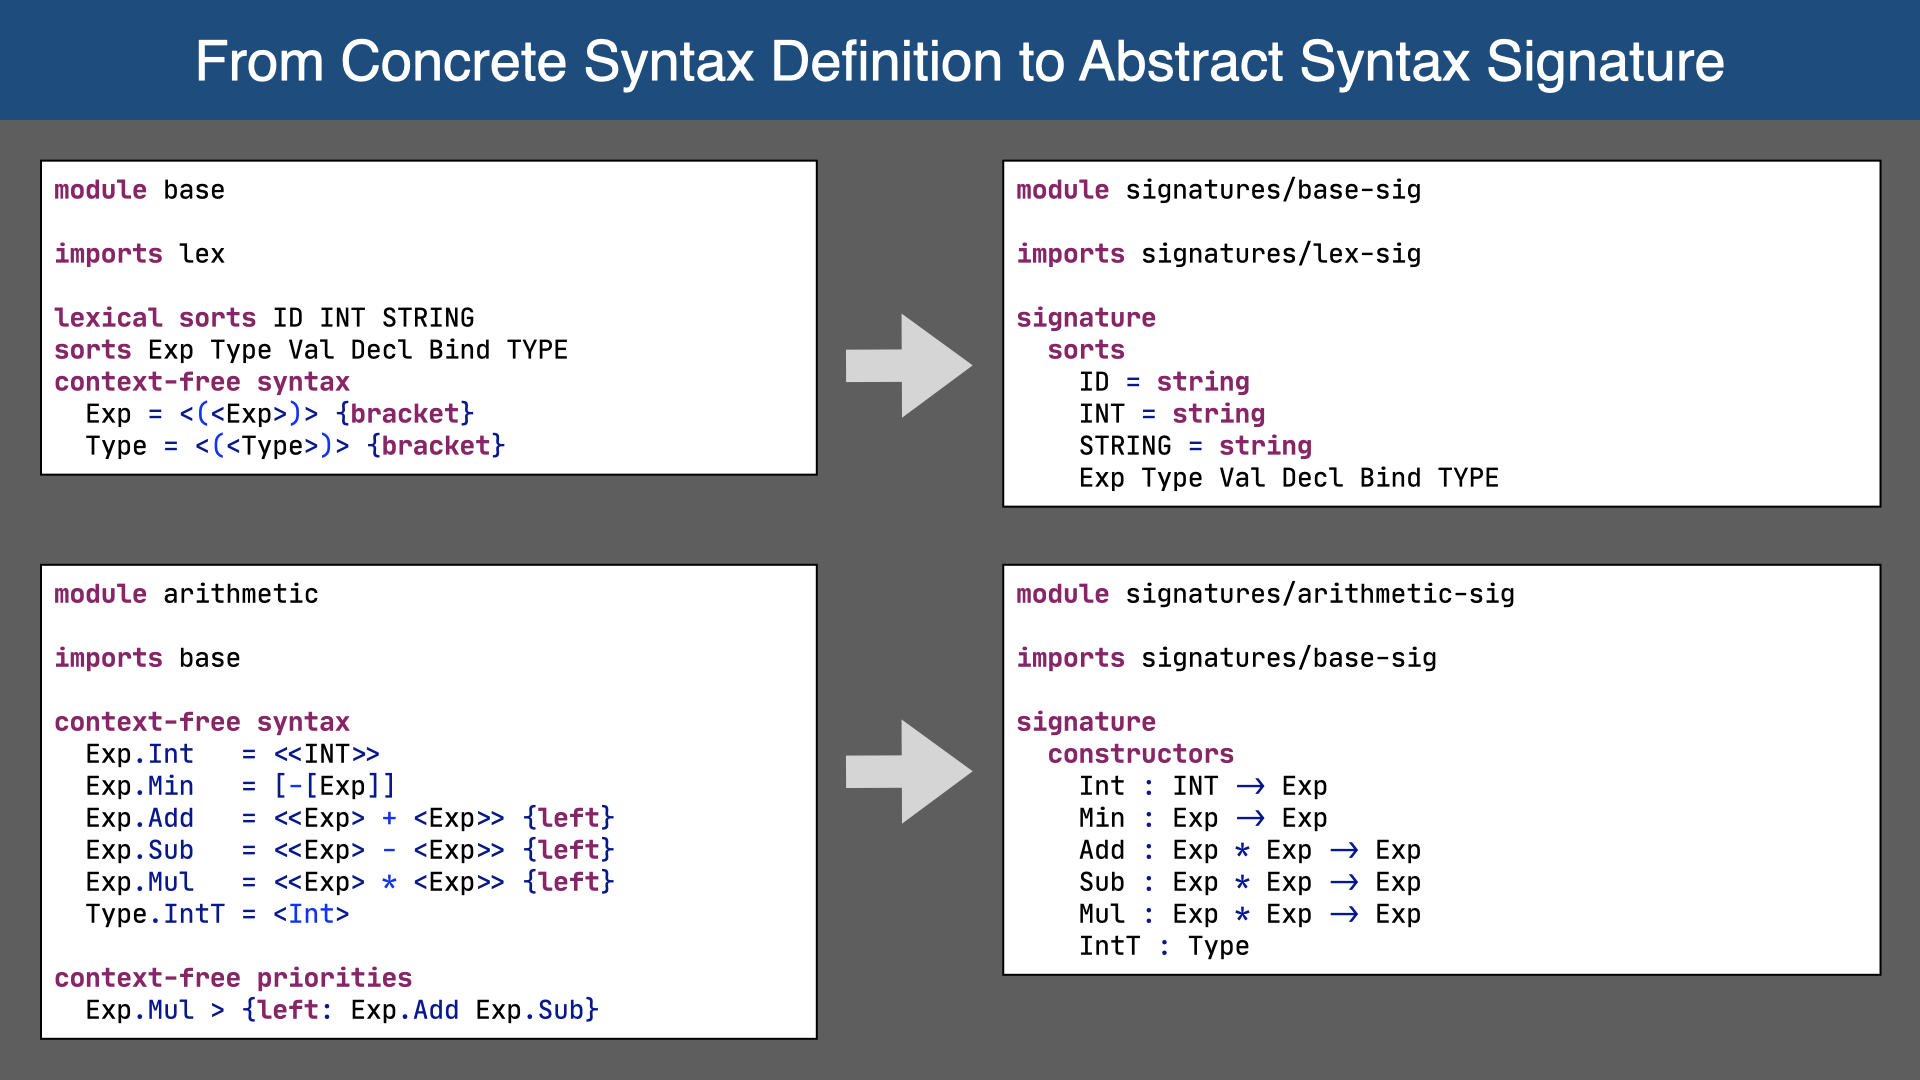 From Concrete Syntax Definition to Abstract Syntax Signature
module base
imports lex
lexical sorts ID INT STRING
sorts Exp Type Val Decl Bind TYPE
context-free syntax
  Exp = <(<Exp>)> {bracket}
  Type = <(<Type>)> {bracket}
module signatures/base-sig
imports signatures/lex-sig
signature
  sorts
    ID = string
    INT = string
    STRING = string
    Exp Type Val Decl Bind TYPE
module arithmetic
imports base
context-free syntax
  Exp.Int   = <<INT>>
  Exp.Min   = [-[Exp]]
  Exp.Add   = <<Exp> + <Exp>> {left}
  Exp.Sub   = <<Exp> - <Exp>> {left}
  Exp.Mul   = <<Exp> * <Exp>> {left}
  Type.IntT = <Int>
context-free priorities
  Exp.Mul > {left: Exp.Add Exp.Sub}
module signatures/arithmetic-sig
imports signatures/base-sig
signature
  constructors
    Int : INT → Exp
    Min : Exp → Exp
    Add : Exp * Exp → Exp
    Sub : Exp * Exp → Exp
    Mul : Exp * Exp → Exp
    IntT : Type